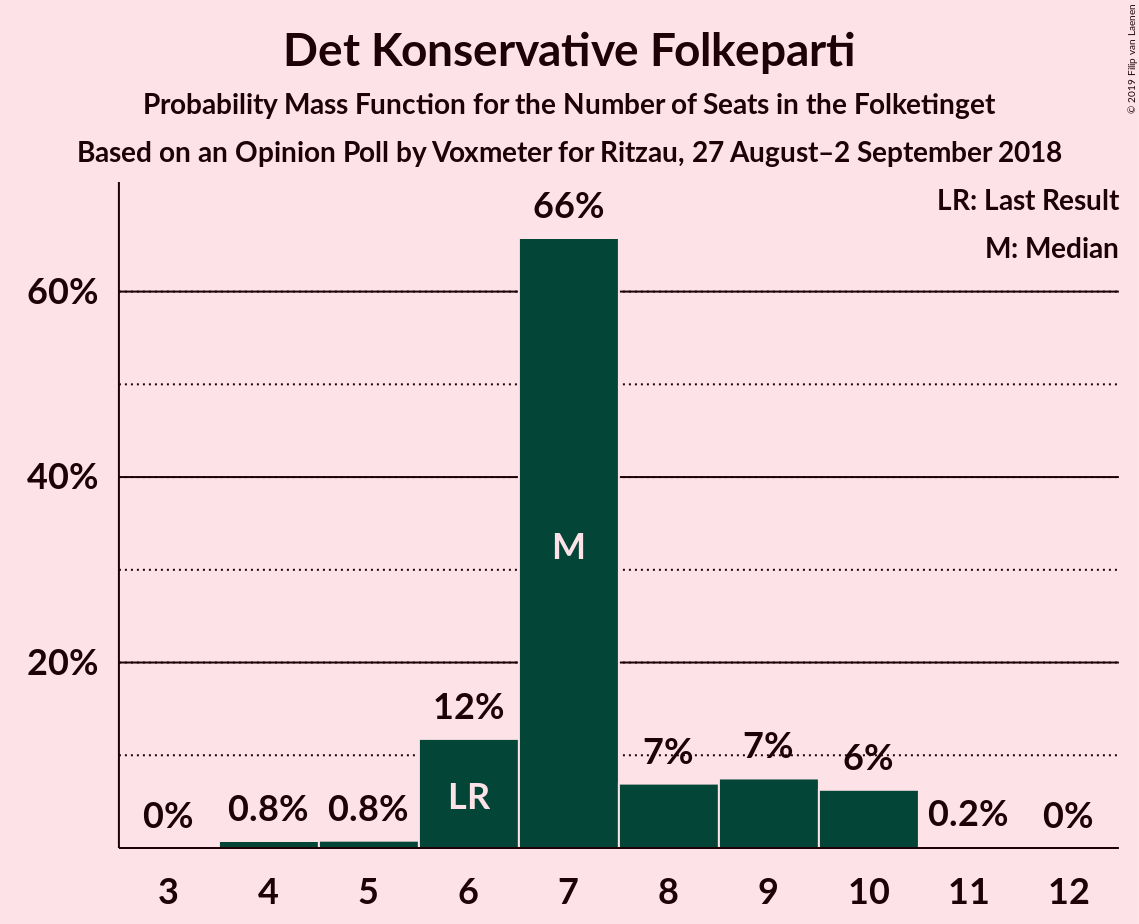 Det Konservative Folkeparti
Probability Mass Function for the Number of Seats in the Folketinget
Based on an Opinion Poll by Voxmeter for Ritzau, 27 August–2 September 2018
© 2019 Filip van Laenen
LR: Last Result
M: Median
60%
40%
20%
0%
0.8%
0.8%
12%
66%
7%
7%
6%
0.2%
0%
LR
M
3 4 5 6 7 8 9 10 11 12